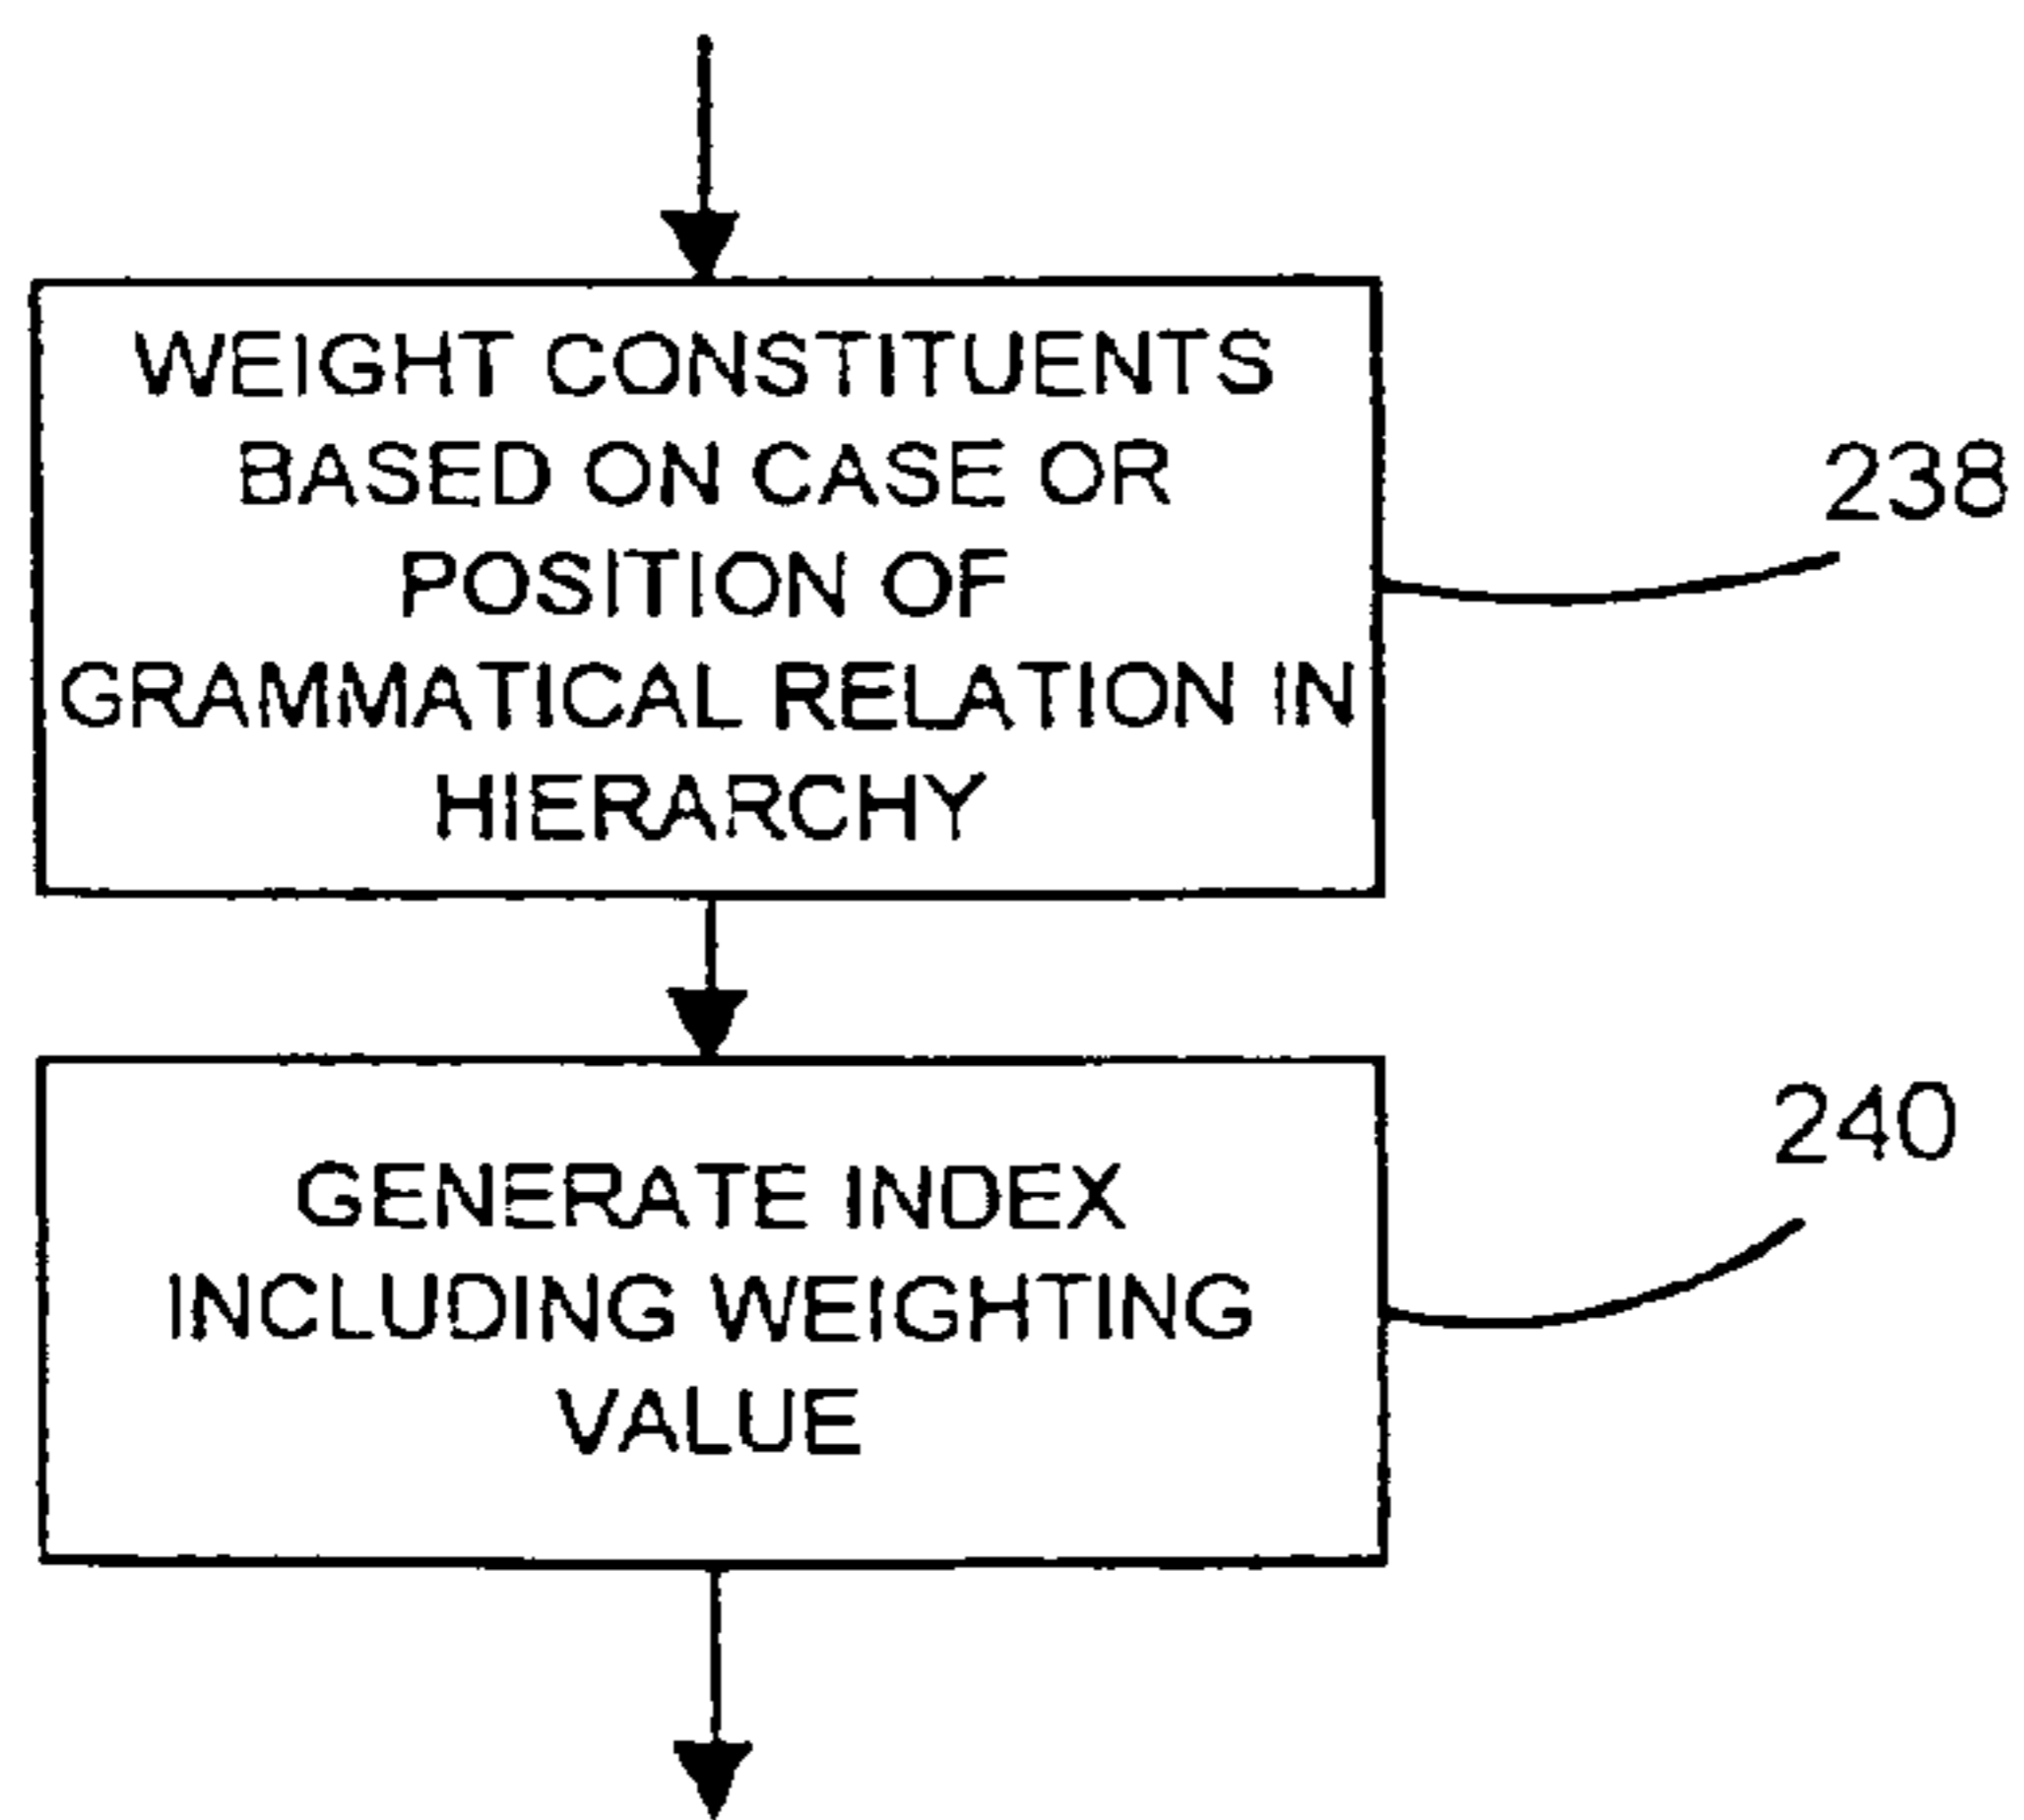 WEIGHT CONSTITUENTS
BASED ON CASE OR
POSITION OF
GRAMMATICAL RELATION IN
HIERARCHY
238
GENERATE INDEX
INCLUDING WEIGHTING
VALUE
240